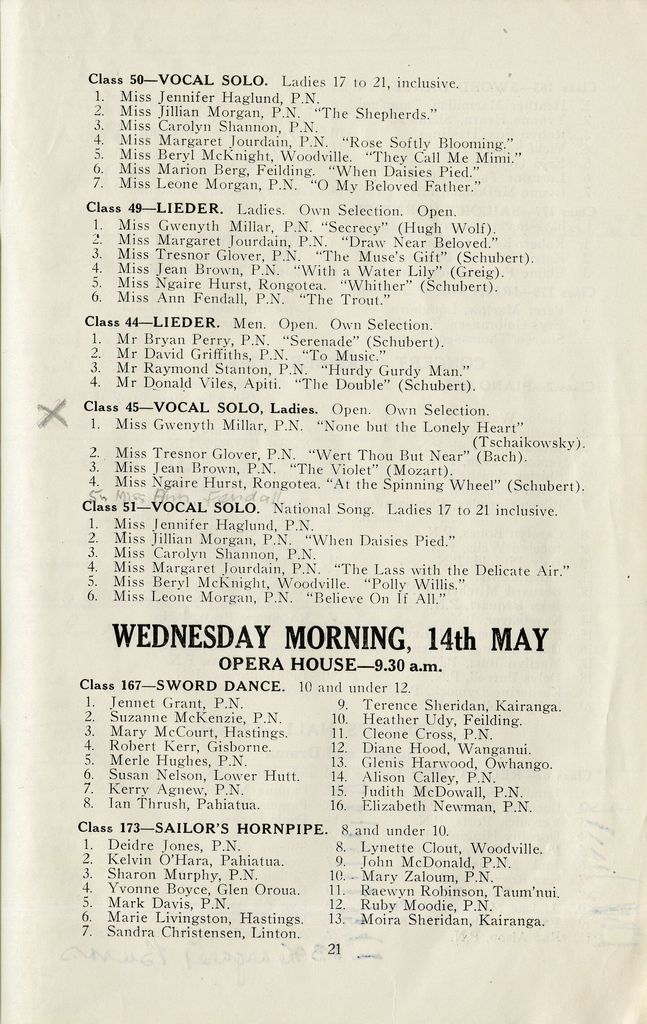 Class 50—VOCAL SOLO. Ladies 17 to 21, inclusive.
1. Miss Jennifer Haglund, P.N.
2. Miss Jillian Morgan, P.N. "The Shepherds."
3. Miss Carolyn Shannon, P.N.
4. Miss Margaret Jourdain, P.N. "Rose Softly Blooming."
5. Miss Beryl McKnight, Woodville. "They Call Me Mimi."
6. Miss Marion Berg, Feilding. "When Daisies Pied."
7. Miss Leone Morgan, P.N. "O My Beloved Father."
Class 49—LIEDER. Ladies. Own Selection. Open.
1. Miss Gwenyth Millar, P.N. "Secrecy" (Hugh Wolf).
2. Miss Margaret Jourdain, P.N. "Draw Near Beloved."
3. Miss Tresnor Glover, P.N. "The Muse's Gift" (Schubert).
4. Miss Jean Brown, P.N. "With a Water Lily" (Greig).
5. Miss Ngaire Hurst, Rongotea. "Whither" (Schubert).
6. Miss Ann Fendall, P.N. "The Trout."
Class 44—LIEDER. Men. Open. Own Selection.
1. Mr Bryan Perry, P.N. "Serenade" (Schubert).
2. Mr David Griffiths, P.N. "To Music."
3. Mr Raymond Stanton, P.N. "Hurdy Gurdy Man."
4. Mr Donald Viles, Apiti. "The Double" (Schubert).
Class 45—VOCAL SOLO, Ladies. Open. Own Selection.
1. Miss Gwenyth Millar, P.N. "None but the Lonely Heart"
(Tschaikowsky).
2. Miss Tresnor Glover, P.N. "Wert Thou But Near" (Bach).
3. Miss Jean Brown, P.N. "The Violet" (Mozart).
4. Miss Ngaire Hurst, Rongotea. "At the Spinning Wheel" (Schubert).
5. Miss Ann Fendall
Class 51—VOCAL SOLO. National Song. Ladies 17 to 21 inclusive.
1. Miss Jennifer Haglund, P.N.
2. Miss Jillian Morgan, P.N. "When Daisies Pied."
3. Miss Carolyn Shannon, P.N.
4. Miss Margaret Jourdain, P.N. "The Lass with the Delicate Air."
5. Miss Beryl McKnight, Woodville. "Polly Willis."
6. Miss Leone Morgan, P.N. "Believe On If All."
WEDNESDAY MORNING, 14th MAY
OPERA HOUSE—9.30 a.m.
Class 167—SWORD DANCE. 10 and under 12.
1. Jennet Grant, P.N.
2. Suzanne McKenzie, P.N.
3. Mary McCourt, Hastings.
4. Robert Kerr, Gisborne.
5. Merle Hughes, P.N.
6. Susan Nelson, Lower Hutt.
7. Kerry Agnew, P.N.
8. Ian Thrush, Pahiatua.
9. Terence Sheridan, Kairanga.
10. Heather Udy, Feilding.
11. Cleone Cross, P.N.
12. Diane Hood, Wanganui.
13. Glenis Harwood, Owhango.
14. Alison Calley, P.N.
15. Judith McDowall, P.N.
16. Elizabeth Newman, P.N.
Class 173—SAILOR'S HORNPIPE. 8 and under 10.
1. Deidre Jones, P.N.
2. Kelvin O'Hara, Pahiatua.
3. Sharon Murphy, P.N.
4. Yvonne Boyce, Glen Oroua.
5. Mark Davis, P.N.
6. Marie Livingston, Hastings.
7. Sandra Christensen, Linton.
8. Lynette Clout, Woodville.
9. John McDonald, P.N.
10. Mary Zaloum, P.N.
11. Raewyn Robinson, Taum'nui.
12. Ruby Moodie, P.N.
13. Moira Sheridan, Kairanga.
21